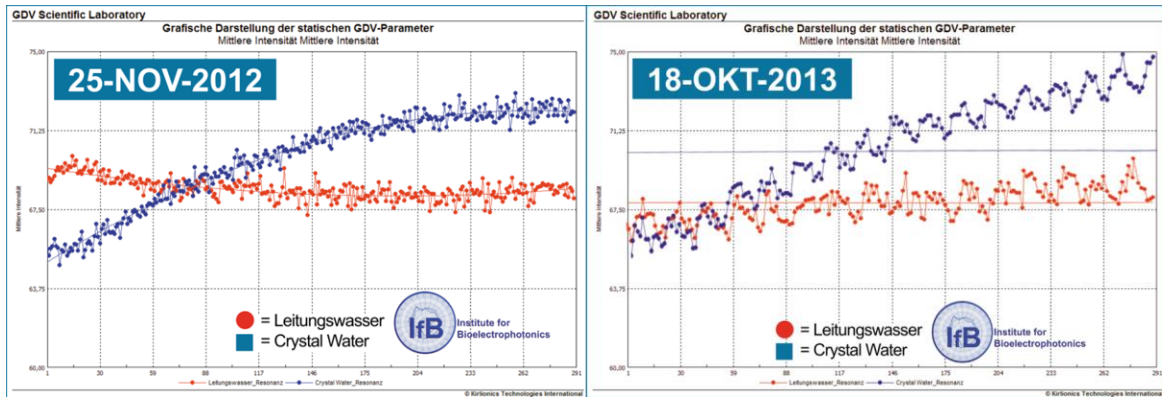 GDV Scientific Laboratory
Grafische Darstellung der statischen GDV-Parameter
Mittlere Intensität Mittlere Intensität
25-NOV-2012
75,00
71,25
67,50
63,75
60,00
Mittlere Intensität
1 30 59 88 117 146 175 204 233 262 291
= Leitungswasser
= Crystal Water
IfB
Institute for
Bioelectrophotonics
Leitungswasser_Resonanz Crystal Water_Resonanz
© Kirlionics Technologies International
GDV Scientific Laboratory
Grafische Darstellung der statischen GDV-Parameter
Mittlere Intensität Mittlere Intensität
18-OKT-2013
75,00
71,25
67,50
63,75
60,00
Mittlere Intensität
1 30 59 88 117 146 175 204 233 262 291
= Leitungswasser
= Crystal Water
IfB
Institute for
Bioelectrophotonics
Leitungswasser_Resonanz Crystal Water_Resonanz
© Kirlionics Technologies International